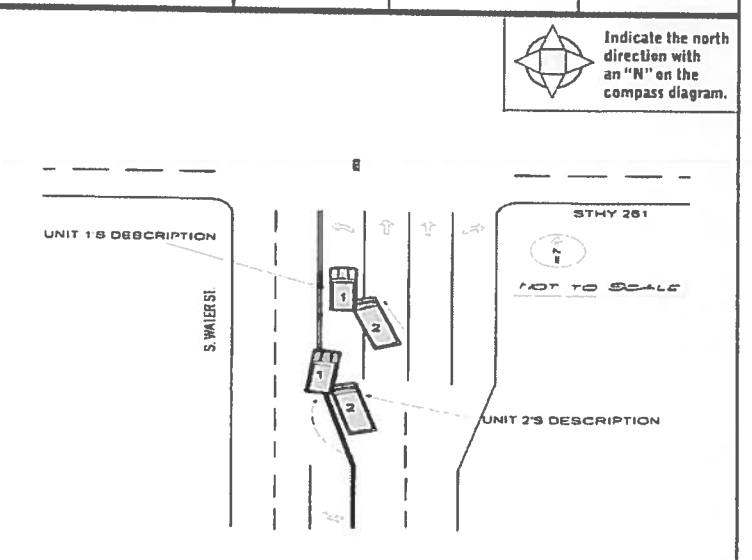 Indicate the north
direction with
an "N" on the
compass diagram.
STHY 261
UNIT 1'S DESCRIPTION
NOT TO SCALE
S. WATER ST.
1
2
1
2
UNIT 2'S DESCRIPTION